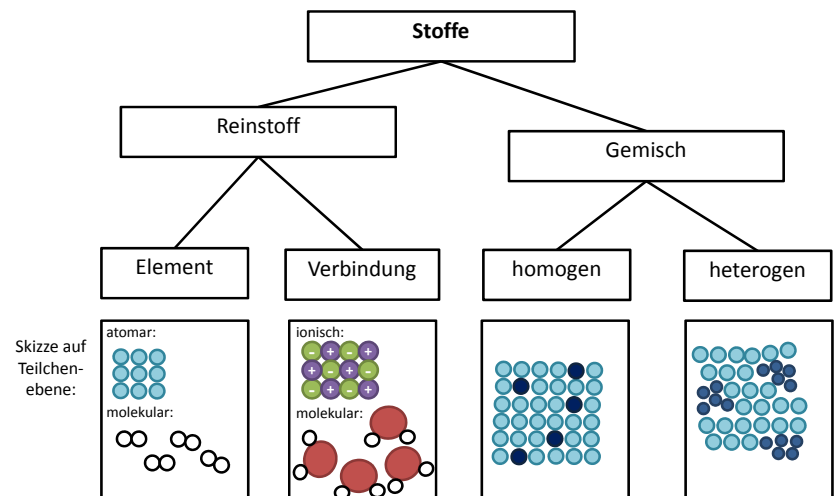 Stoffe
Reinstoff
Gemisch
Element
Verbindung
homogen
heterogen
Skizze auf
Teilchen-
ebene:
atomar:
molekular:
ionisch:
- + - +
+ - + -
- + - +
molekular: